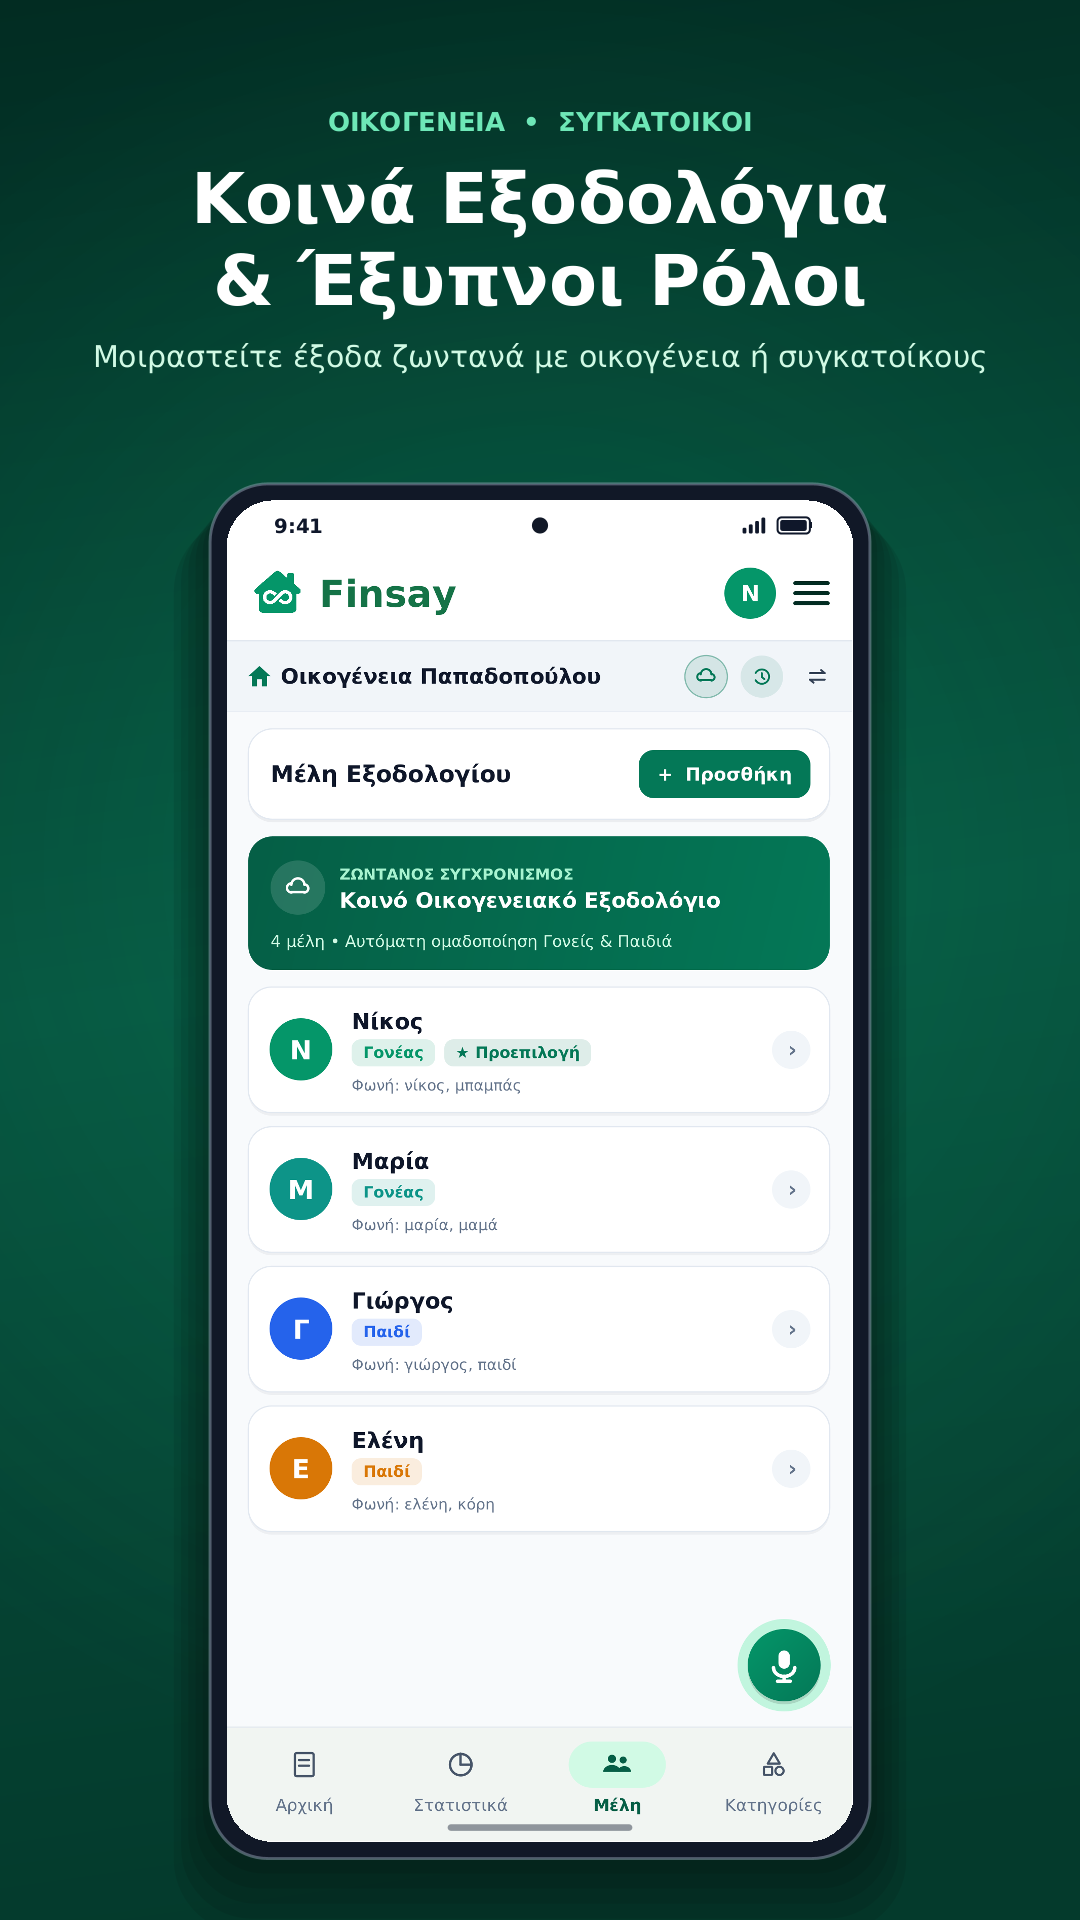 ΟΙΚΟΓΕΝΕΙΑ • ΣΥΓΚΑΤΟΙΚΟΙ
Κοινά Εξοδολόγια
& Έξυπνοι Ρόλοι
Μοιραστείτε έξοδα ζωντανά με οικογένεια ή συγκατοίκους
9:41
Finsay
N
Οικογένεια Παπαδοπούλου
Μέλη Εξοδολογίου
+ Προσθήκη
ΖΩΝΤΑΝΟΣ ΣΥΓΧΡΟΝΙΣΜΟΣ
Κοινό Οικογενειακό Εξοδολόγιο
4 μέλη • Αυτόματη ομαδοποίηση Γονείς & Παιδιά
Ν
Νίκος
Γονέας ★ Προεπιλογή
Φωνή: νίκος, μπαμπάς
Μ
Μαρία
Γονέας
Φωνή: μαρία, μαμά
Γ
Γιώργος
Παιδί
Φωνή: γιώργος, παιδί
Ε
Ελένη
Παιδί
Φωνή: ελένη, κόρη
Αρχική Στατιστικά Μέλη Κατηγορίες